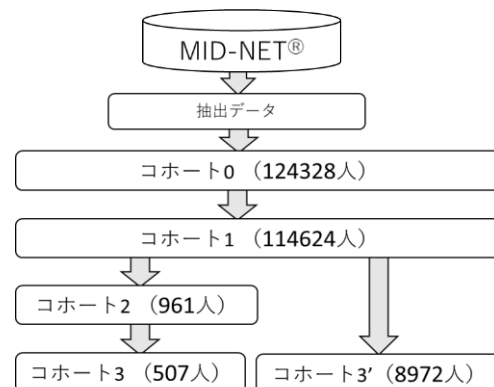 MID-NET®
抽出データ
コホート0 （124328人）
コホート1 （114624人）
コホート2 （961人）
コホート3 （507人）
コホート3’ （8972人）